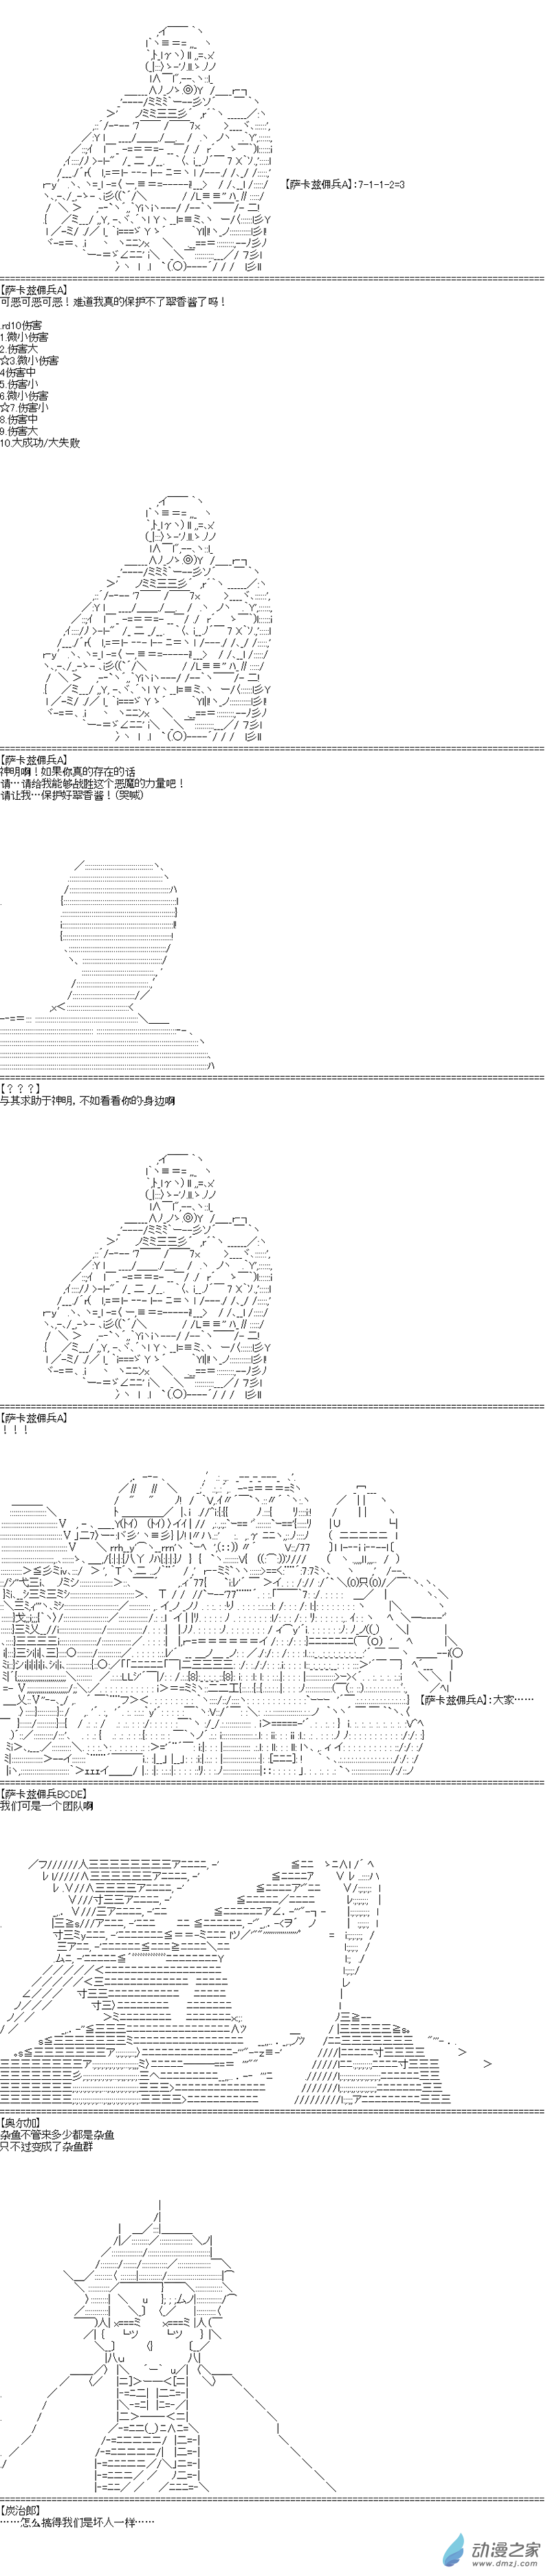 【萨卡兹佣兵A】：7-1-1-2=3
【萨卡兹佣兵A】
可恶可恶可恶！难道我真的保护不了翠香酱了吗！
.rd10伤害
1.微小伤害
2.伤害大
☆3.微小伤害
4伤害中
5.伤害小
6.微小伤害
☆7.伤害小
8.伤害中
9.伤害大
10.大成功/大失败
【萨卡兹佣兵A】
神明啊！如果你真的存在的话
请…请给我能够战胜这个恶魔的力量吧！
请让我…保护好翠香酱！（哭喊）
【？？？】
与其求助于神明，不如看看你的身边啊
【萨卡兹佣兵A】
！！！
【萨卡兹佣兵A】：大家……
【萨卡兹佣兵BCDE】
我们可是一个团队啊
【奥尔加】
杂鱼不管来多少都是杂鱼
只不过变成了杂鱼群
【炭治郎】
……怎么搞得我们是坏人一样……
动漫之家
www.dmzj.com